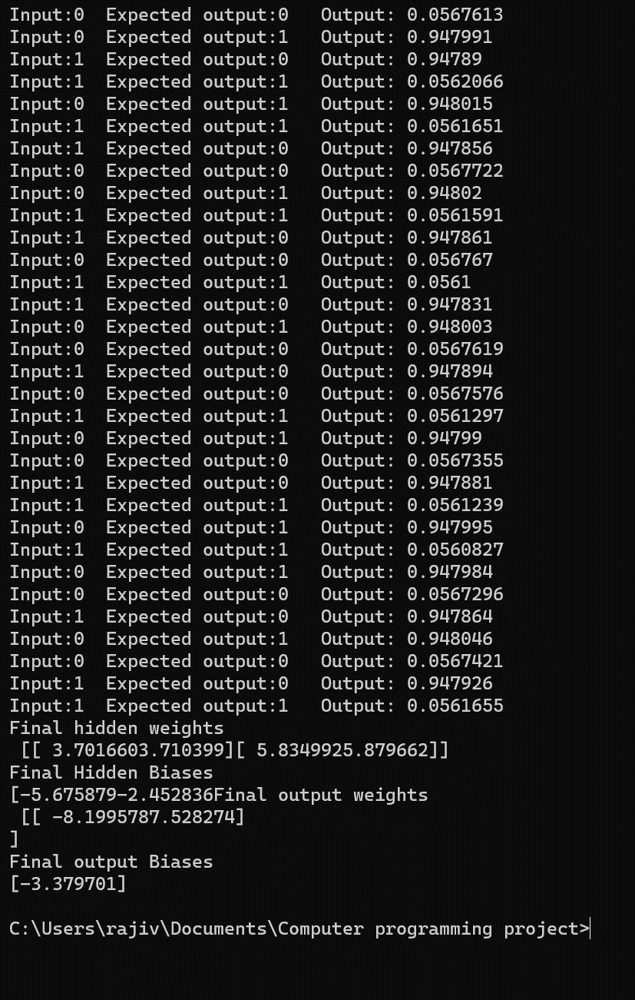 Input:0  Expected output:0   Output: 0.0567613
Input:0  Expected output:1   Output: 0.947991
Input:1  Expected output:0   Output: 0.94789
Input:1  Expected output:1   Output: 0.0562066
Input:0  Expected output:1   Output: 0.948015
Input:1  Expected output:1   Output: 0.0561651
Input:1  Expected output:0   Output: 0.947856
Input:0  Expected output:0   Output: 0.0567722
Input:0  Expected output:1   Output: 0.94802
Input:1  Expected output:1   Output: 0.0561591
Input:1  Expected output:0   Output: 0.947861
Input:0  Expected output:0   Output: 0.056767
Input:1  Expected output:1   Output: 0.0561
Input:1  Expected output:0   Output: 0.947831
Input:0  Expected output:1   Output: 0.948003
Input:0  Expected output:0   Output: 0.0567619
Input:1  Expected output:0   Output: 0.947894
Input:0  Expected output:0   Output: 0.0567576
Input:1  Expected output:1   Output: 0.0561297
Input:0  Expected output:1   Output: 0.94799
Input:0  Expected output:0   Output: 0.0567355
Input:1  Expected output:0   Output: 0.947881
Input:1  Expected output:1   Output: 0.0561239
Input:0  Expected output:1   Output: 0.947995
Input:1  Expected output:1   Output: 0.0560827
Input:0  Expected output:1   Output: 0.947984
Input:0  Expected output:0   Output: 0.0567296
Input:1  Expected output:0   Output: 0.947864
Input:0  Expected output:1   Output: 0.948046
Input:0  Expected output:0   Output: 0.0567421
Input:1  Expected output:0   Output: 0.947926
Input:1  Expected output:1   Output: 0.0561655
Final hidden weights
 [[ 3.7016603.710399][ 5.8349925.879662]]
Final Hidden Biases
[-5.675879-2.452836Final output weights
 [[ -8.1995787.528274]
]
Final output Biases
[-3.379701]
C:\Users\rajiv\Documents\Computer programming project>